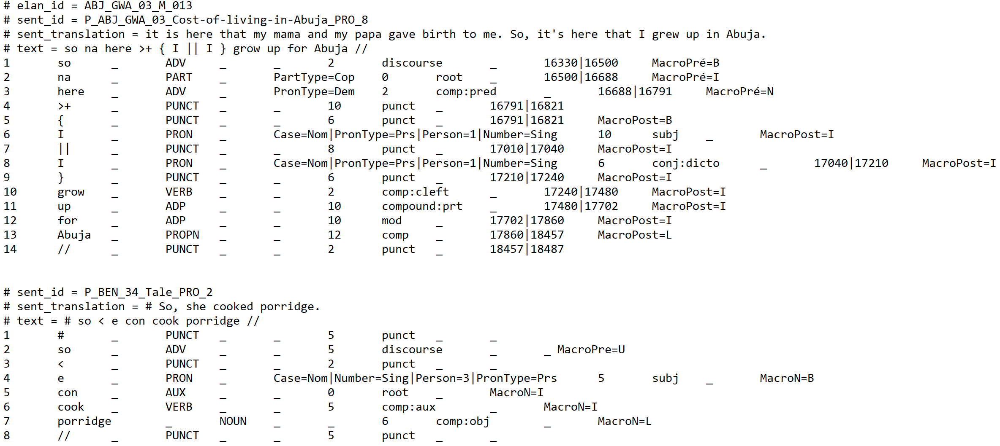 # elan_id = ABJ_GWA_03_M_013
# sent_id = P_ABJ_GWA_03_Cost-of-living-in-Abuja_PRO_8
# sent_translation = it is here that my mama and my papa gave birth to me. So, it's here that I grew up in Abuja.
# text = so na here >+ { I || I } grow up for Abuja //
1 so _ ADV _ _ 2 discourse _ 16330|16500 MacroPré=B
2 na _ PART _ PartType=Cop 0 root _ 16500|16688 MacroPré=I
3 here _ ADV _ PronType=Dem 2 comp:pred _ 16688|16791 MacroPré=N
4 >+ _ PUNCT _ _ 10 punct _ 16791|16821
5 { _ PUNCT _ _ 6 punct _ 16791|16821 MacroPost=B
6 I _ PRON _ Case=Nom|PronType=Prs|Person=1|Number=Sing 10 subj _ MacroPost=I
7 || _ PUNCT _ _ 8 punct _ 17010|17040 MacroPost=I
8 I _ PRON _ Case=Nom|PronType=Prs|Person=1|Number=Sing 6 conj:dicto _ 17040|17210 MacroPost=I
9 } _ PUNCT _ _ 6 punct _ 17210|17240 MacroPost=I
10 grow _ VERB _ _ 2 comp:cleft _ 17240|17480 MacroPost=I
11 up _ ADP _ _ 10 compound:prt _ 17480|17702 MacroPost=I
12 for _ ADP _ _ 10 mod _ 17702|17860 MacroPost=I
13 Abuja _ PROPN _ _ 12 comp _ 17860|18457 MacroPost=L
14 // _ PUNCT _ _ 2 punct _ 18457|18487
# sent_id = P_BEN_34_Tale_PRO_2
# sent_translation = # So, she cooked porridge.
# text = # so < e con cook porridge //
1 # _ PUNCT _ _ 5 punct _ _
2 so _ ADV _ _ 5 discourse _ _ MacroPre=U
3 < _ PUNCT _ _ 2 punct _ _
4 e _ PRON _ Case=Nom|Number=Sing|Person=3|PronType=Prs 5 subj _ MacroN=B
5 con _ AUX _ _ 0 root _ MacroN=I
6 cook _ VERB _ _ 5 comp:aux _ MacroN=I
7 porridge _ NOUN _ _ 6 comp:obj _ MacroN=L
8 // _ PUNCT _ _ 5 punct _ _